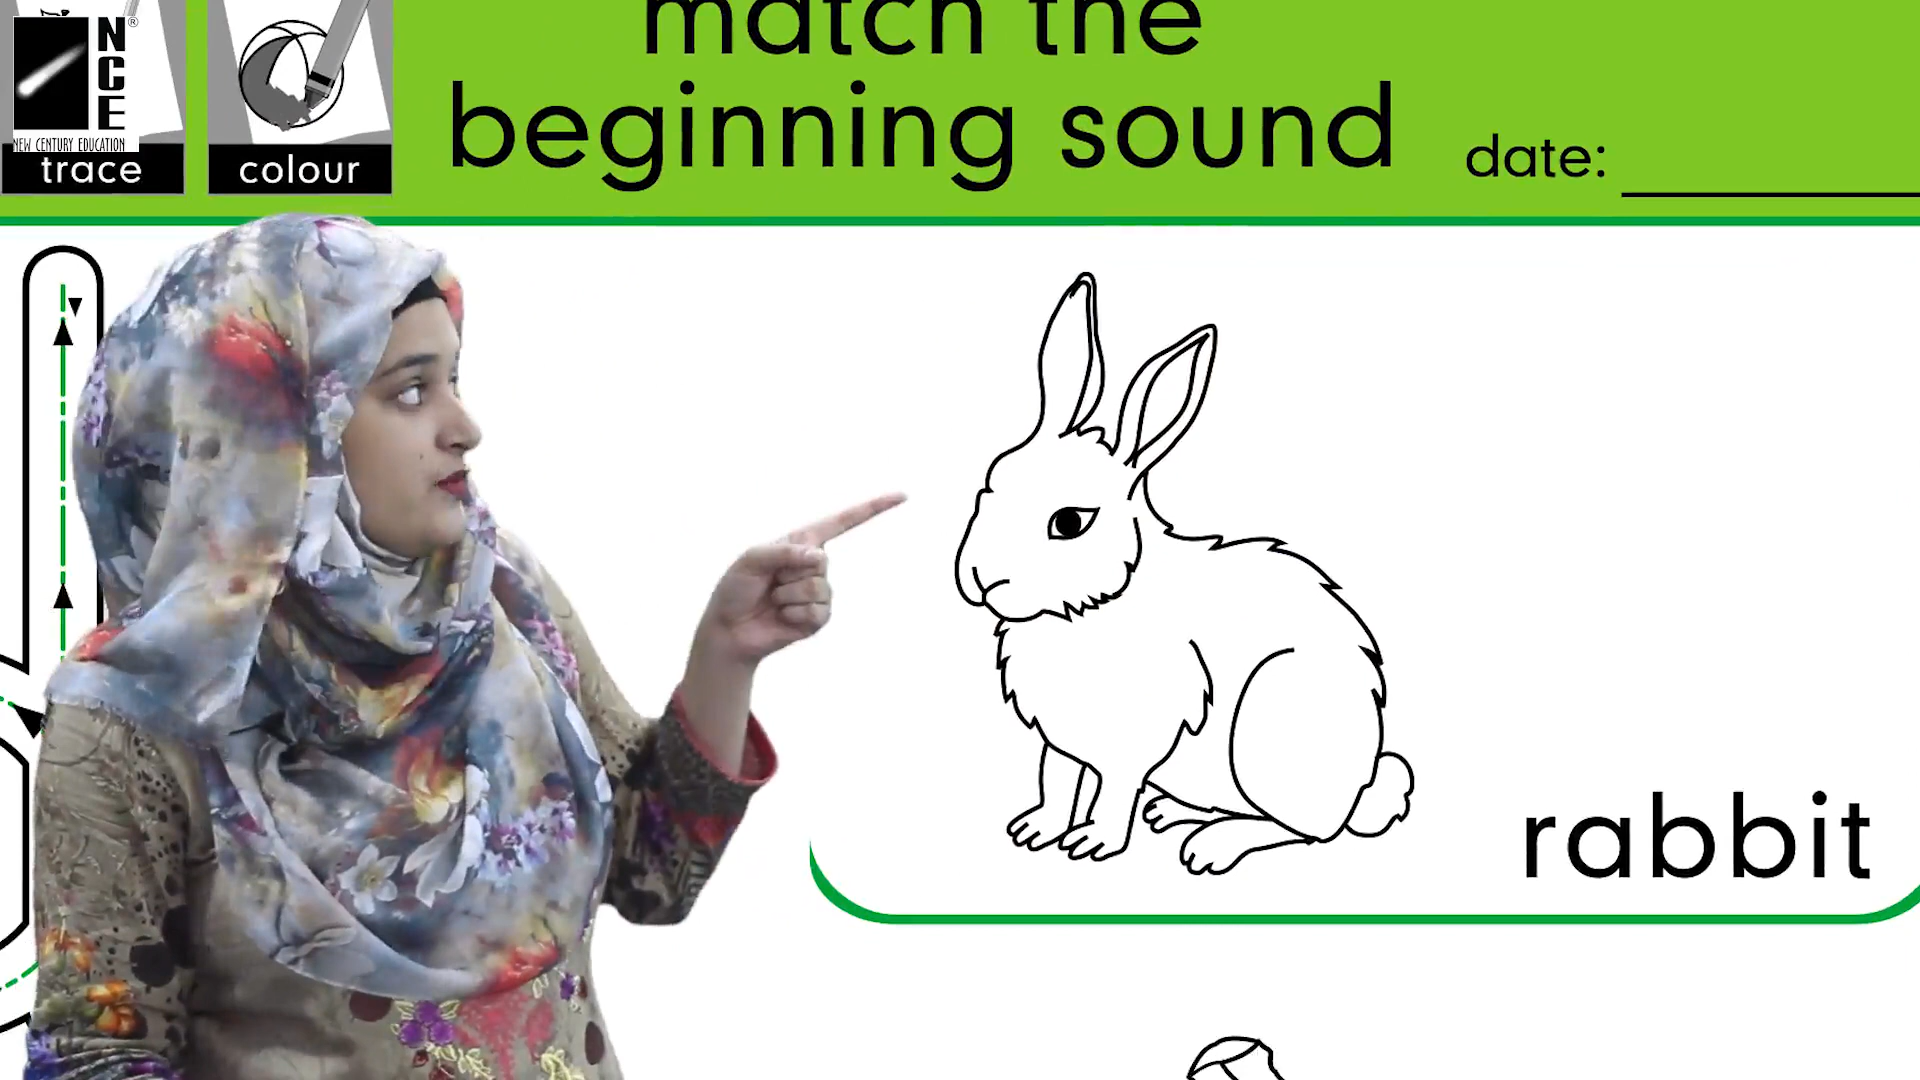 NCE
®
NEW CENTURY EDUCATION
trace
colour
match the
beginning sound
date:
rabbit